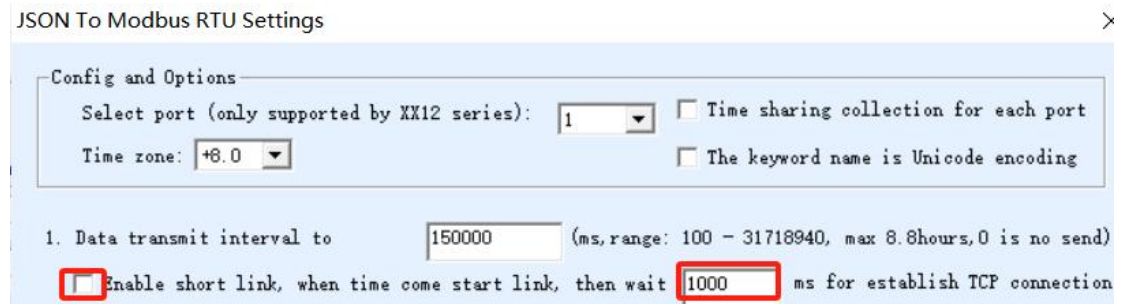 JSON To Modbus RTU Settings
Config and Options
Select port (only supported by XX12 series): 1 Time sharing collection for each port
Time zone: +8.0 The keyword name is Unicode encoding
1. Data transmit interval to 150000 (ms,range: 100 - 31718940, max 8.8hours,0 is no send)
Enable short link, when time come start link, then wait 1000 ms for establish TCP connection